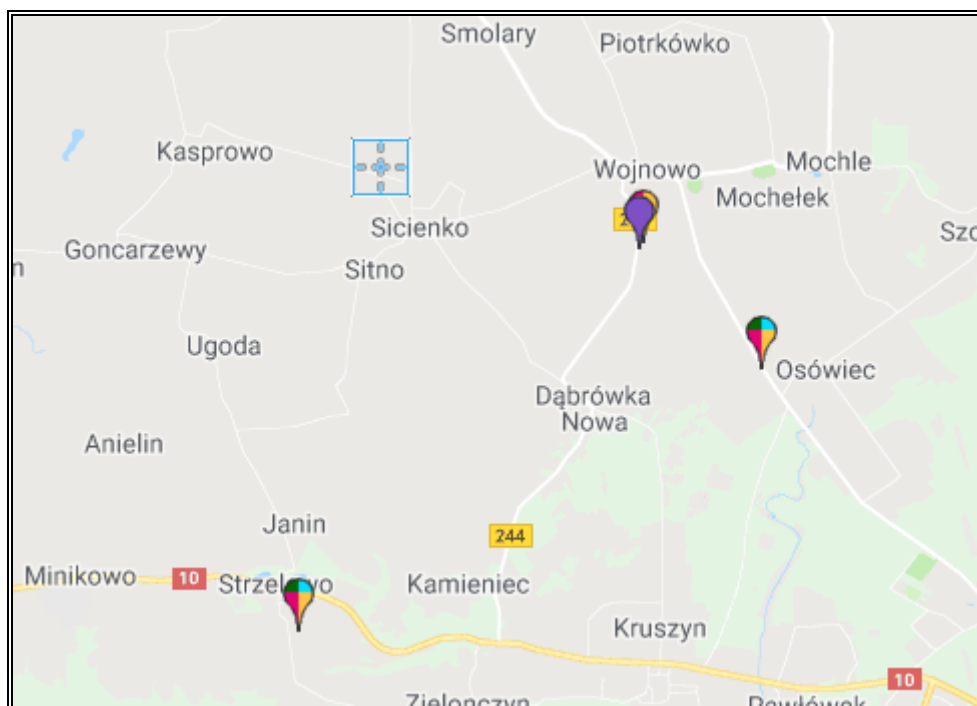 Smolary
Piotrkówko
Kasprowo
Wojnowo
Mochle
Mochełek
Sicienko
Goncarzewy
Sitno
Ugoda
Osówiec
Dąbrówka
Nowa
Anielin
Janin
244
Minikowo
10
Kamieniec
Kruszyn
10